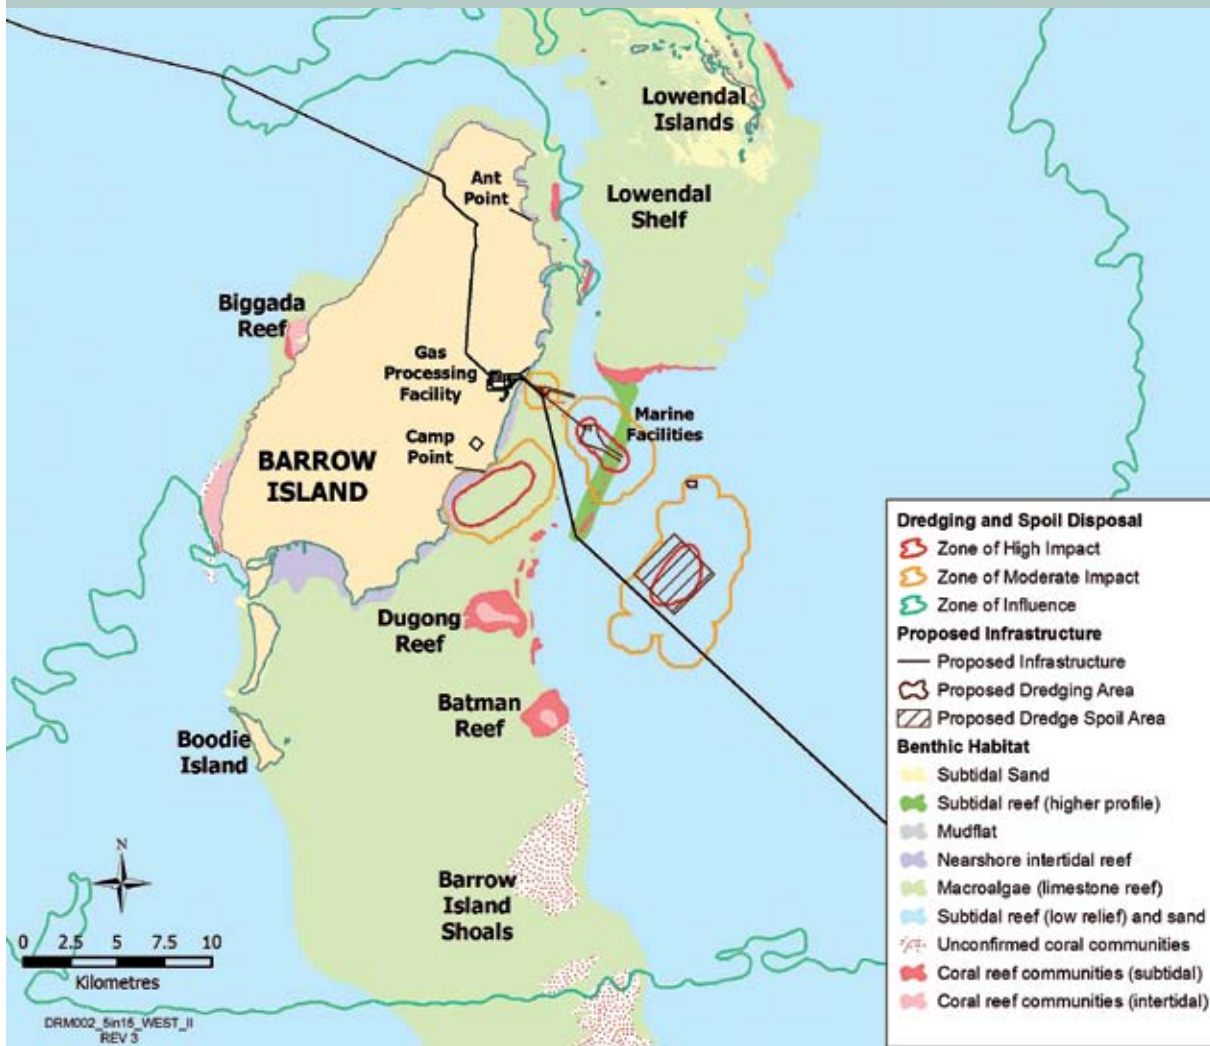 Lowendal
Islands
Ant
Point
Lowendal
Shelf
Biggada
Reef
Gas
Processing
Facility
Marine
Facilities
Camp
Point
BARROW
ISLAND
Dugong
Reef
Batman
Reef
Boodie
Island
Barrow
Island
Shoals
N
0 2.5 5 7.5 10
Kilometres
DRM002_5in15_WEST_II
REV 3
Dredging and Spoil Disposal
Zone of High Impact
Zone of Moderate Impact
Zone of Influence
Proposed Infrastructure
Proposed Infrastructure
Proposed Dredging Area
Proposed Dredge Spoil Area
Benthic Habitat
Subtidal Sand
Subtidal reef (higher profile)
Mudflat
Nearshore intertidal reef
Macroalgae (limestone reef)
Subtidal reef (low relief) and sand
Unconfirmed coral communities
Coral reef communities (subtidal)
Coral reef communities (intertidal)